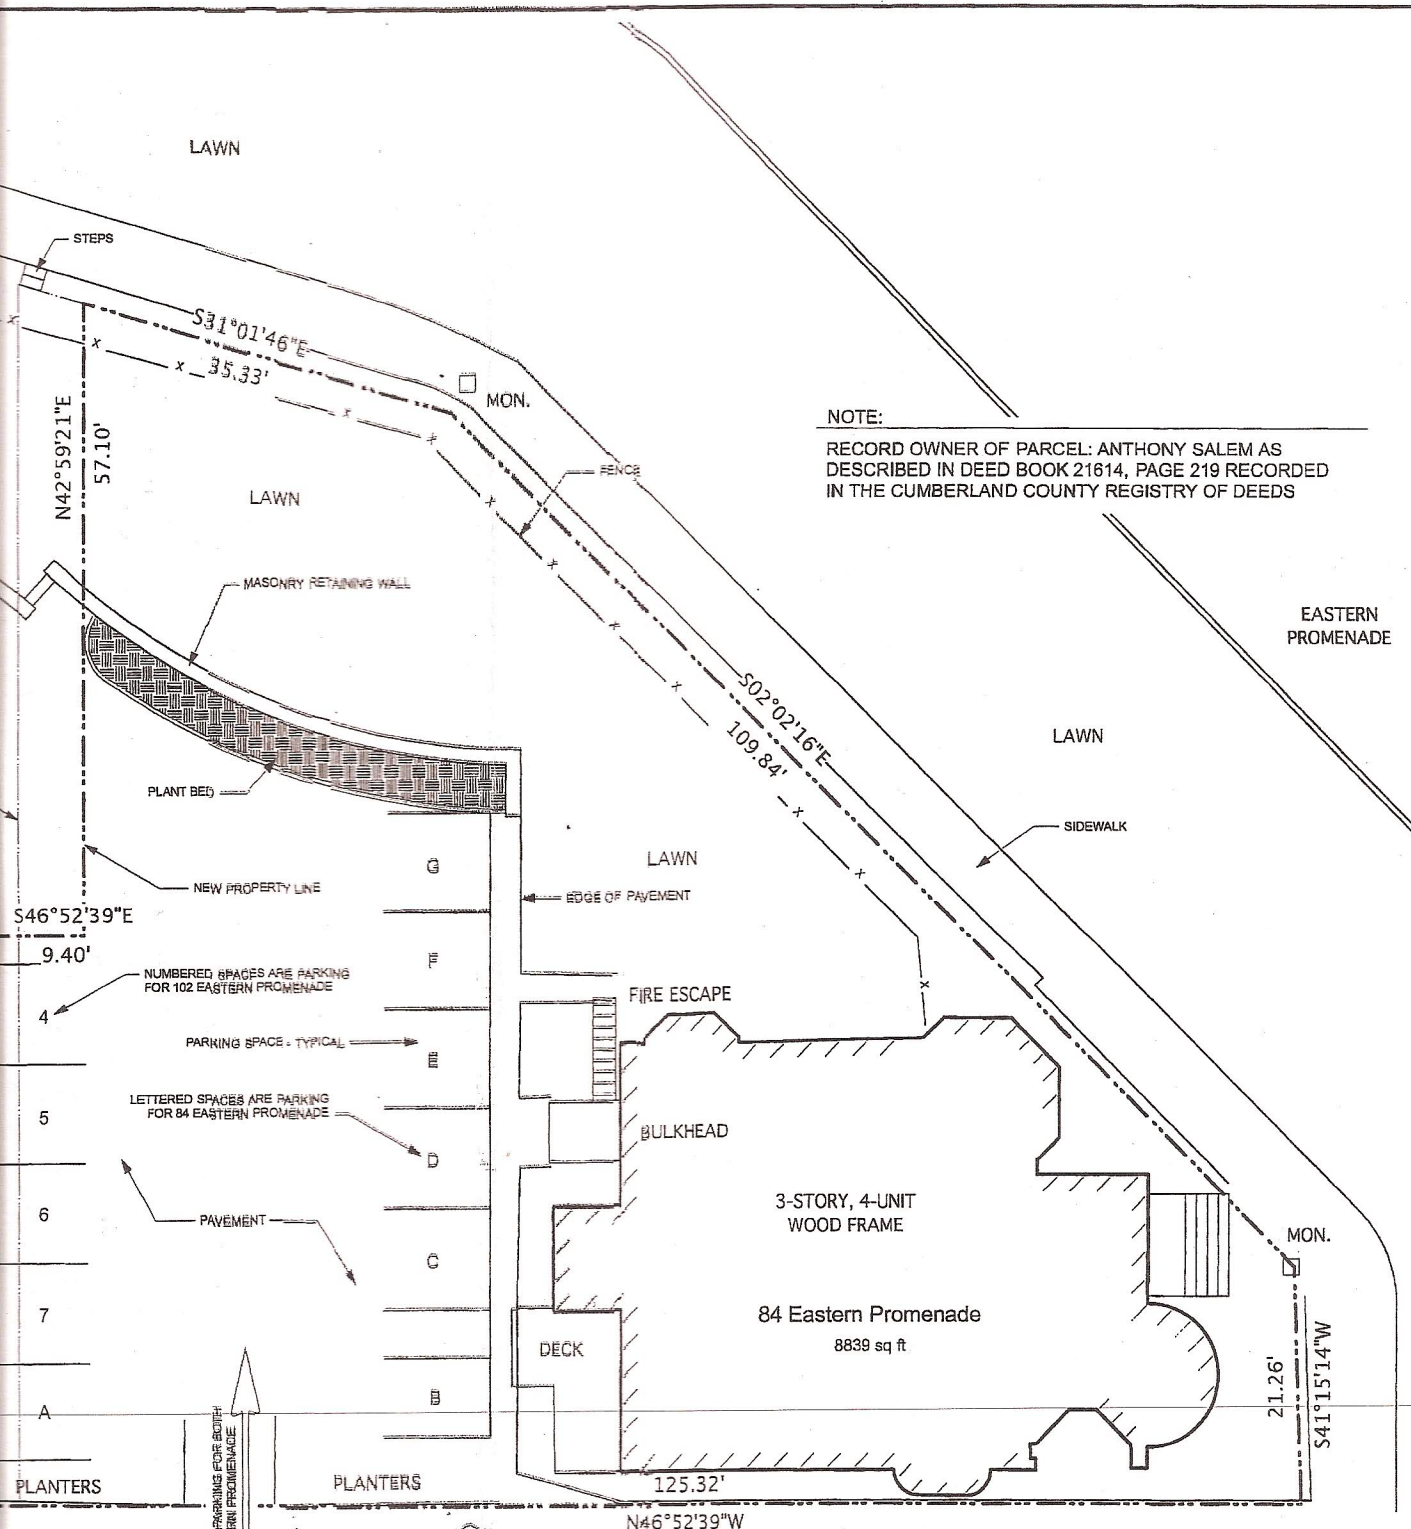 LAWN
STEPS
S31°01'46"E
35.33'
MON.
NOTE:
RECORD OWNER OF PARCEL: ANTHONY SALEM AS
DESCRIBED IN DEED BOOK 21614, PAGE 219 RECORDED
IN THE CUMBERLAND COUNTY REGISTRY OF DEEDS
N42°59'21"E
57.10'
LAWN
FENCE
MASONRY RETAINING WALL
EASTERN
PROMENADE
S02°02'16"E
109.84'
LAWN
PLANT BED
SIDEWALK
LAWN
G
NEW PROPERTY LINE
EDGE OF PAVEMENT
S46°52'39"E
9.40'
F
NUMBERED SPACES ARE PARKING
FOR 102 EASTERN PROMENADE
4
FIRE ESCAPE
PARKING SPACE - TYPICAL
E
LETTERED SPACES ARE PARKING
FOR 84 EASTERN PROMENADE
5
D
BULKHEAD
3-STORY, 4-UNIT
WOOD FRAME
6
PAVEMENT
C
MON.
7
84 Eastern Promenade
8839 sq ft
DECK
21.26'
S41°15'14"W
A
B
PARKING FOR BOTH
PROMENADE
PLANTERS
PLANTERS
125.32'
N46°52'39"W